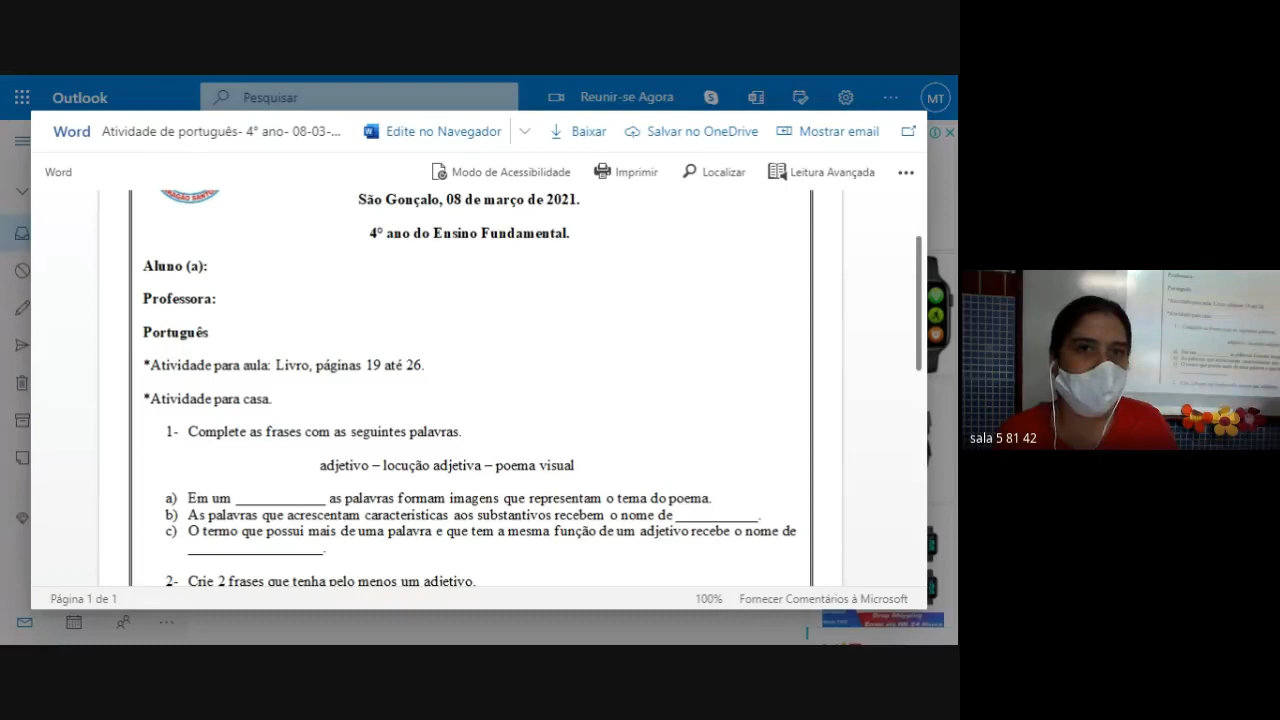 Outlook
Pesquisar
Reunir-se Agora
MT
Word
Atividade de português- 4° ano- 08-03-...
Edite no Navegador
Baixar
Salvar no OneDrive
Mostrar email
Word
Modo de Acessibilidade
Imprimir
Localizar
Leitura Avançada
São Gonçalo, 08 de março de 2021.
4° ano do Ensino Fundamental.
Aluno (a):
Professora:
Português
*Atividade para aula: Livro, páginas 19 até 26.
*Atividade para casa.
1- Complete as frases com as seguintes palavras.
adjetivo – locução adjetiva – poema visual
a) Em um ____________ as palavras formam imagens que representam o tema do poema.
b) As palavras que acrescentam caracteristicas aos substantivos recebem o nome de ___________.
c) O termo que possui mais de uma palavra e que tem a mesma função de um adjetivo recebe o nome de
__________________.
2- Crie 2 frases que tenha pelo menos um adjetivo.
Página 1 de 1
100%
Fornecer Comentários à Microsoft
sala 5 81 42